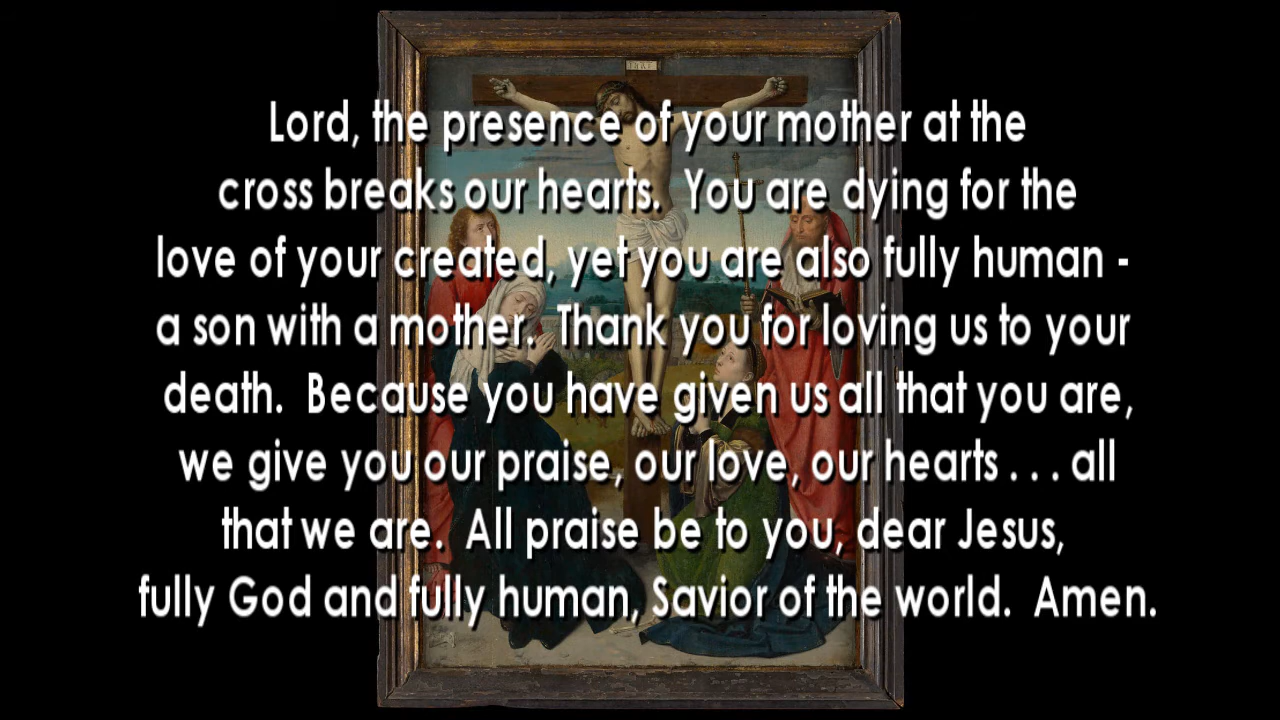 Lord, the presence of your mother at the
cross breaks our hearts.  You are dying for the
love of your created, yet you are also fully human -
a son with a mother.  Thank you for loving us to your
death.  Because you have given us all that you are,
we give you our praise, our love, our hearts . . . all
that we are.  All praise be to you, dear Jesus,
fully God and fully human, Savior of the world.  Amen.